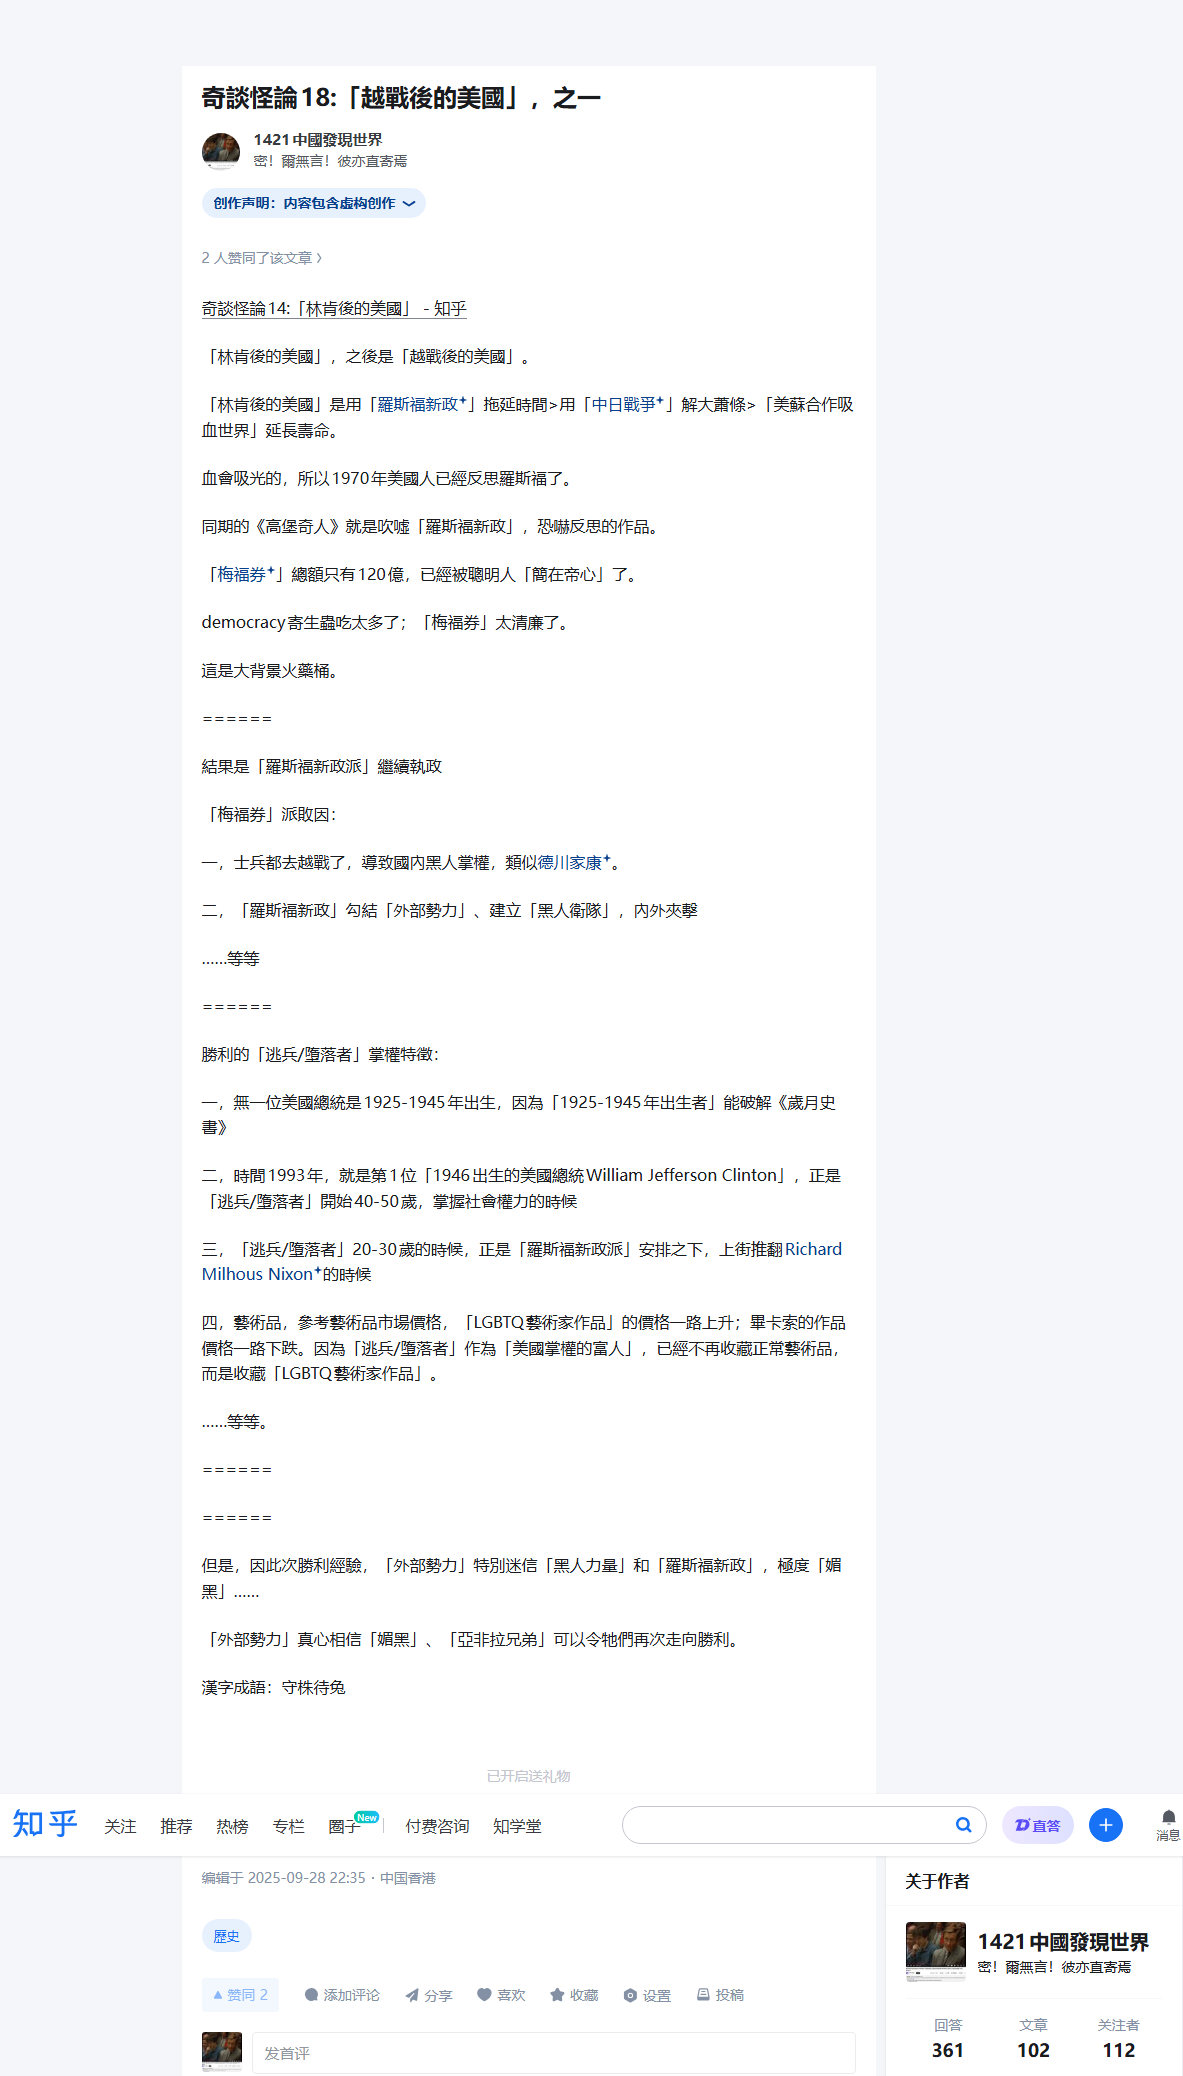 奇談怪論18:「越戰後的美國」，之一
1421中國發現世界
密！爾無言！彼亦直寄焉
创作声明：内容包含虚构创作
2 人赞同了该文章
奇談怪論14:「林肯後的美國」 - 知乎
「林肯後的美國」，之後是「越戰後的美國」。
「林肯後的美國」是用「羅斯福新政」拖延時間>用「中日戰爭」解大蕭條>「美蘇合作吸
血世界」延長壽命。
血會吸光的，所以1970年美國人已經反思羅斯福了。
同期的《高堡奇人》就是吹噓「羅斯福新政」，恐嚇反思的作品。
「梅福券」總額只有120億，已經被聰明人「簡在帝心」了。
democracy寄生蟲吃太多了；「梅福券」太清廉了。
這是大背景火藥桶。
======
結果是「羅斯福新政派」繼續執政
「梅福券」派敗因：
一，士兵都去越戰了，導致國内黑人掌權，類似德川家康。
二，「羅斯福新政」勾結「外部勢力」、建立「黑人衛隊」，内外夾擊
......等等
======
勝利的「逃兵/墮落者」掌權特徵：
一，無一位美國總統是1925-1945年出生，因為「1925-1945年出生者」能破解《歲月史
書》
二，時間1993年，就是第1位「1946出生的美國總統William Jefferson Clinton」，正是
「逃兵/墮落者」開始40-50歲，掌握社會權力的時候
三，「逃兵/墮落者」20-30歲的時候，正是「羅斯福新政派」安排之下，上街推翻Richard
Milhous Nixon的時候
四，藝術品，參考藝術品市場價格，「LGBTQ藝術家作品」的價格一路上升；畢卡索的作品
價格一路下跌。因為「逃兵/墮落者」作為「美國掌權的富人」，已經不再收藏正常藝術品，
而是收藏「LGBTQ藝術家作品」。
......等等。
======
======
但是，因此次勝利經驗，「外部勢力」特別迷信「黑人力量」和「羅斯福新政」，極度「媚
黑」......
「外部勢力」真心相信「媚黑」、「亞非拉兄弟」可以令牠們再次走向勝利。
漢字成語：守株待兔
已开启送礼物
知乎 关注 推荐 热榜 专栏 圈子 New 付费咨询 知学堂 直答 消息
编辑于 2025-09-28 22:35・中国香港
歷史
赞同 2 添加评论 分享 喜欢 收藏 设置 投稿
发首评
关于作者
1421中國發現世界
密！爾無言！彼亦直寄焉
回答 文章 关注者
361 102 112